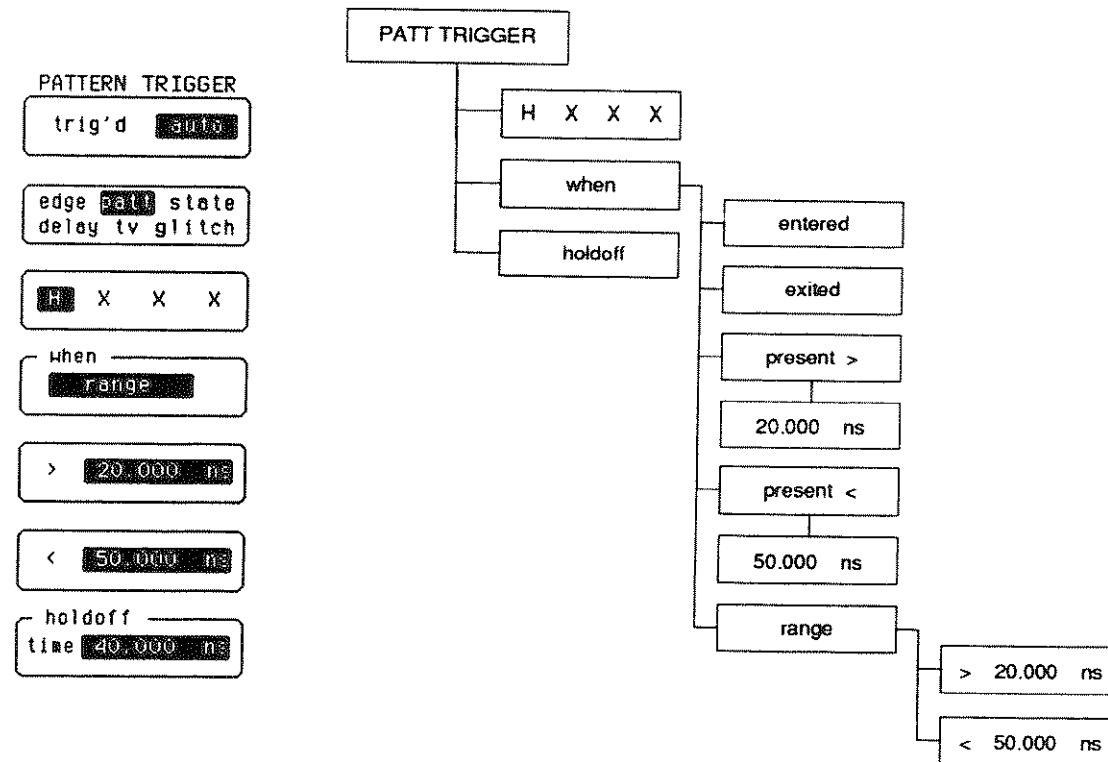 PATTERN TRIGGER
trig'd auto
edge patt state
delay tv glitch
H X X X
when
range
> 20.000 ns
< 50.000 ns
holdoff
time 40.000 ns
PATT TRIGGER
H X X X
when
holdoff
entered
exited
present >
20.000 ns
present <
50.000 ns
range
> 20.000 ns
< 50.000 ns